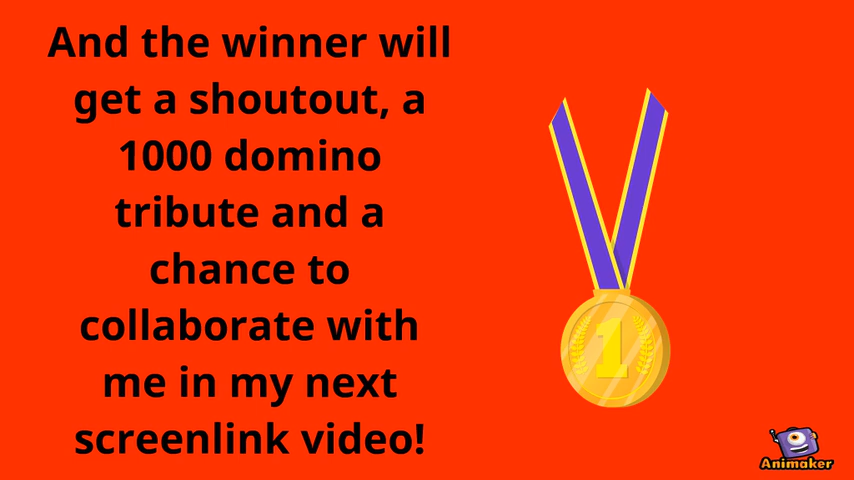 And the winner will
get a shoutout, a
1000 domino
tribute and a
chance to
collaborate with
me in my next
screenlink video!
1
Animaker